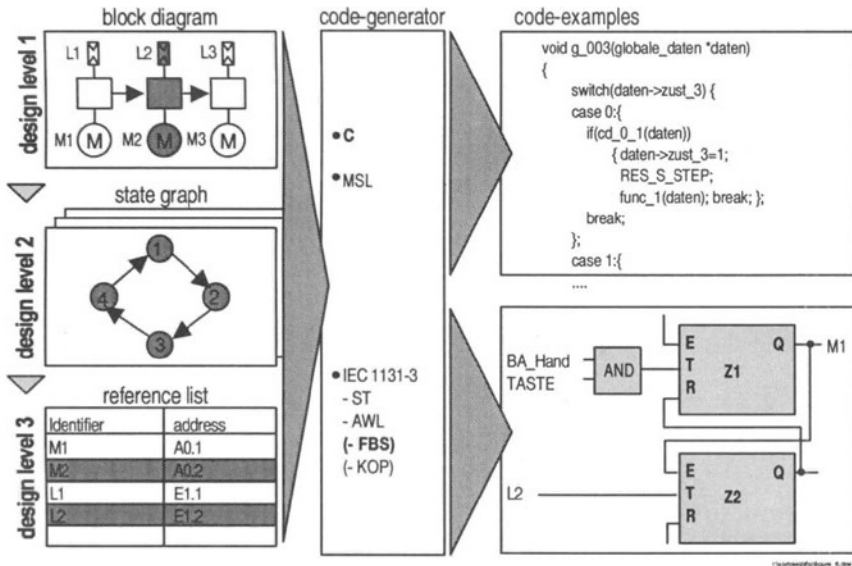 block diagram
code-generator
code-examples
design level 1
L1
L2
L3
M1
M
M2
M
M3
M
state graph
design level 2
1
2
3
4
reference list
design level 3
Identifier address
M1 A0.1
M2 A0.2
L1 E1.1
L2 E1.2
•C
•MSL
•IEC 1131-3
- ST
- AWL
(- FBS)
(- KOP)
void g_003(globale_daten *daten)
{
switch(daten->zust_3) {
case 0:{
if(cd_0_1(daten))
{ daten->zust_3=1;
RES_S_STEP;
func_1(daten); break; };
break;
};
case 1:{
....
BA_Hand
TASTE
AND
E
T
R
Z1
Q
M1
L2
E
T
R
Z2
Q